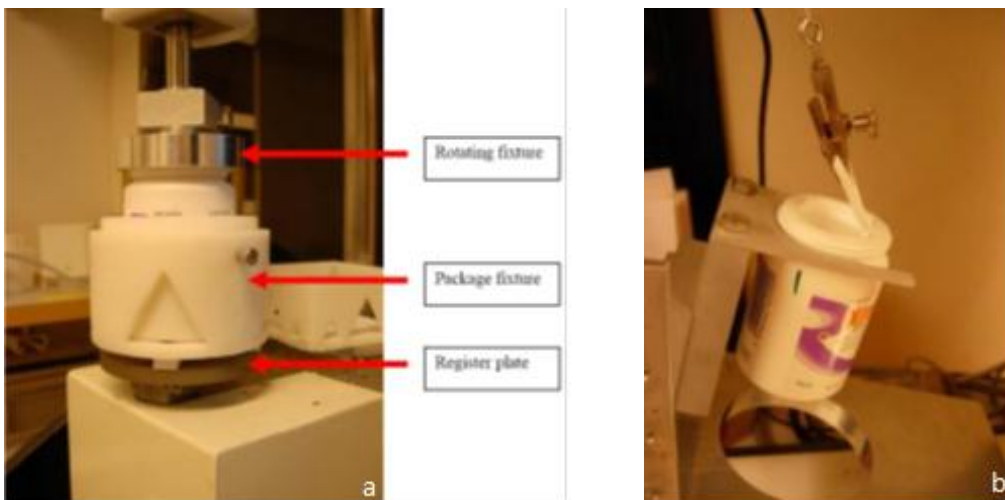 Rotating fixture
Package fixture
Register plate
a
b